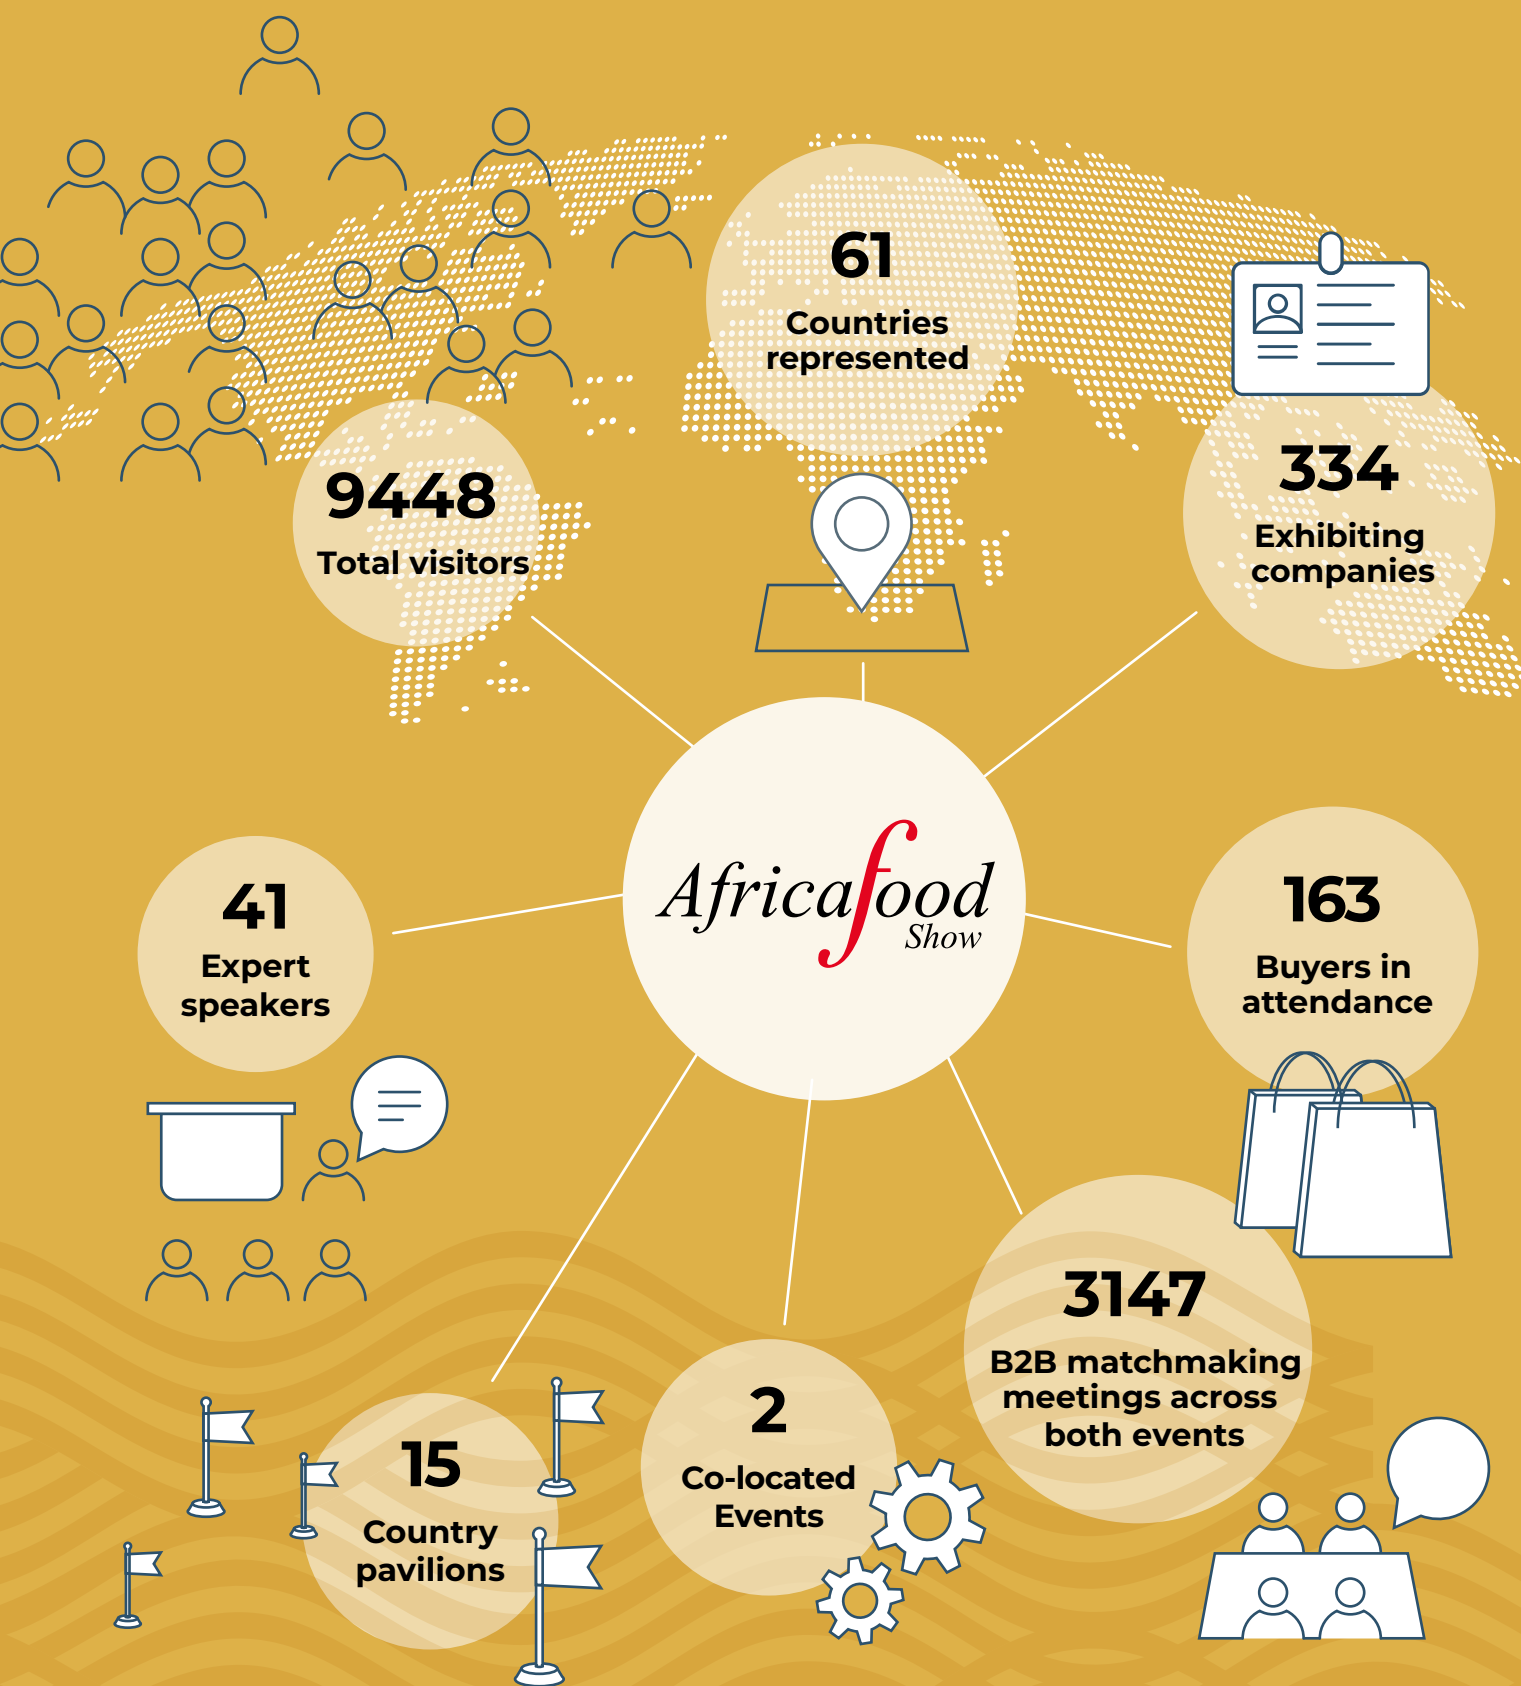 61
Countries
represented
334
Exhibiting
companies
9448
Total visitors
Africafood
Show
41
Expert
speakers
163
Buyers in
attendance
3147
B2B matchmaking
meetings across
both events
2
Co-located
Events
15
Country
pavilions